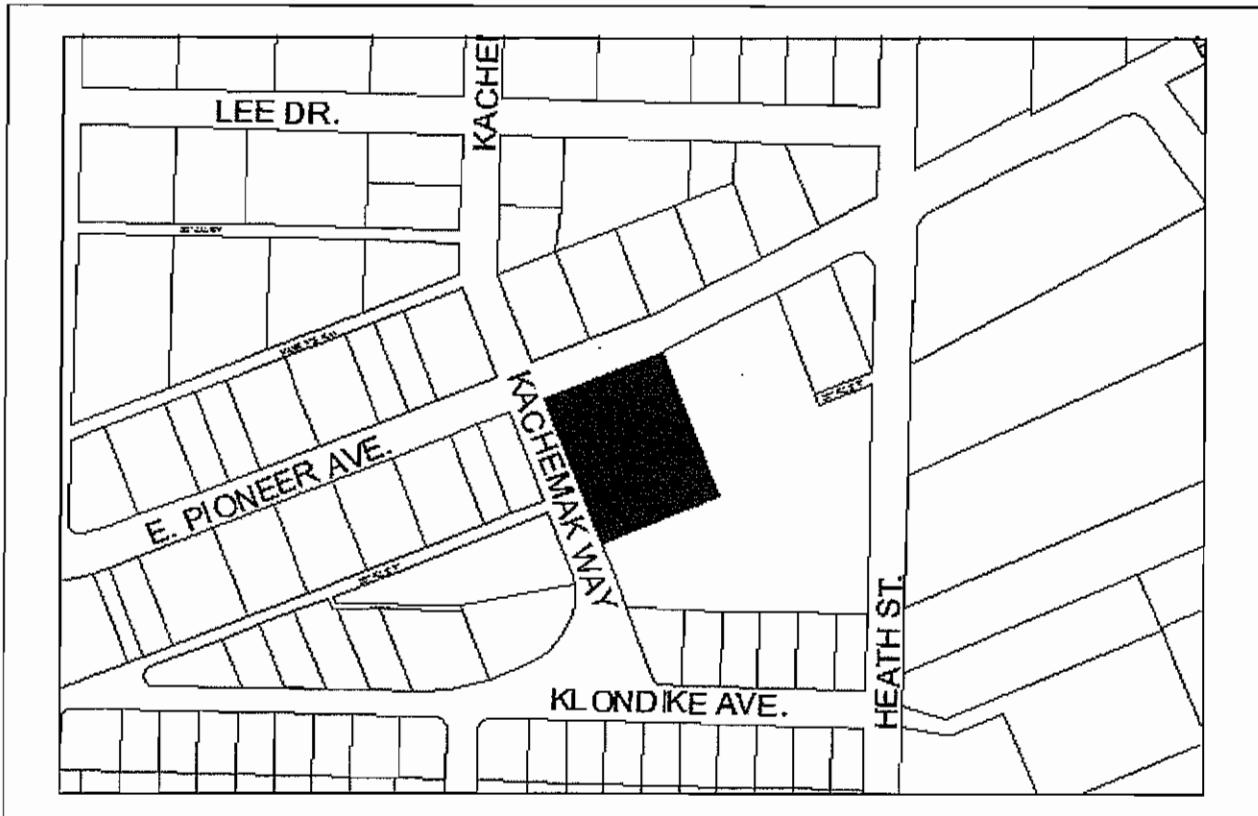 KACHE
LEE DR.
E. PIONEER AVE.
KACHEMAK WAY
HEATH ST.
KLONDIKE AVE.